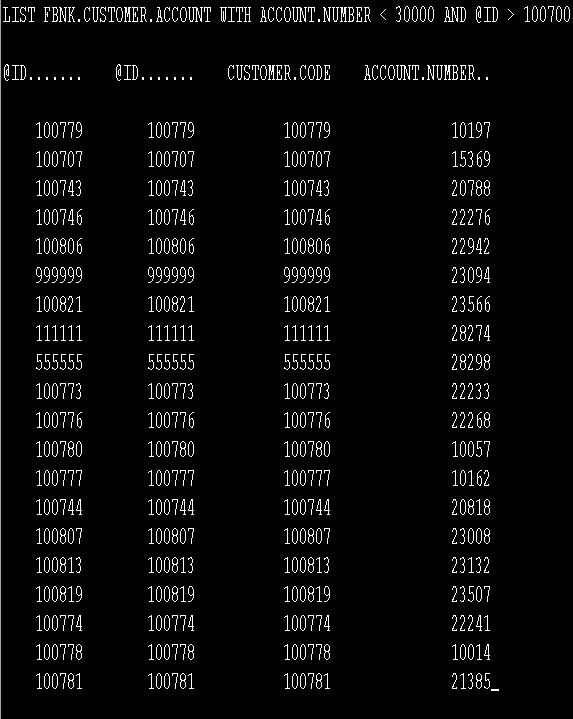 LIST FBNK.CUSTOMER.ACCOUNT WITH ACCOUNT.NUMBER < 30000 AND @ID > 100700
@ID....... @ID....... CUSTOMER.CODE ACCOUNT.NUMBER..
100779 100779 100779 10197
100707 100707 100707 15369
100743 100743 100743 20788
100746 100746 100746 22276
100806 100806 100806 22942
999999 999999 999999 23094
100821 100821 100821 23566
111111 111111 111111 28274
555555 555555 555555 28298
100773 100773 100773 22233
100776 100776 100776 22268
100780 100780 100780 10057
100777 100777 100777 10162
100744 100744 100744 20818
100807 100807 100807 23008
100813 100813 100813 23132
100819 100819 100819 23507
100774 100774 100774 22241
100778 100778 100778 10014
100781 100781 100781 21385_